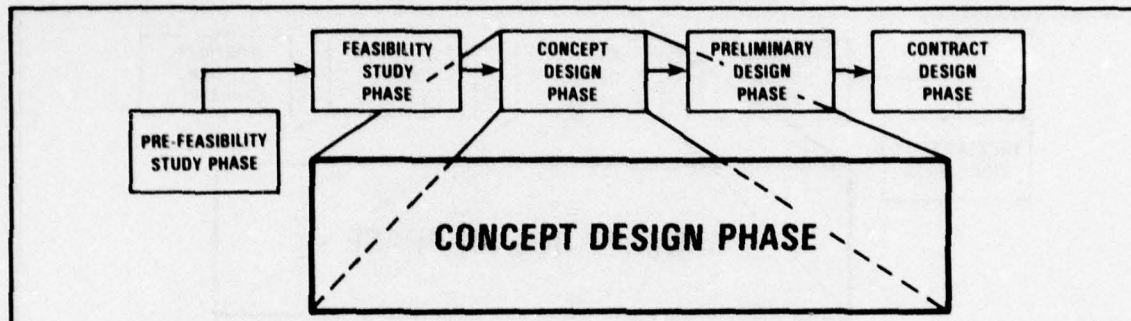 FEASIBILITY
STUDY
PHASE
CONCEPT
DESIGN
PHASE
PRELIMINARY
DESIGN
PHASE
CONTRACT
DESIGN
PHASE
PRE-FEASIBILITY
STUDY PHASE
CONCEPT DESIGN PHASE